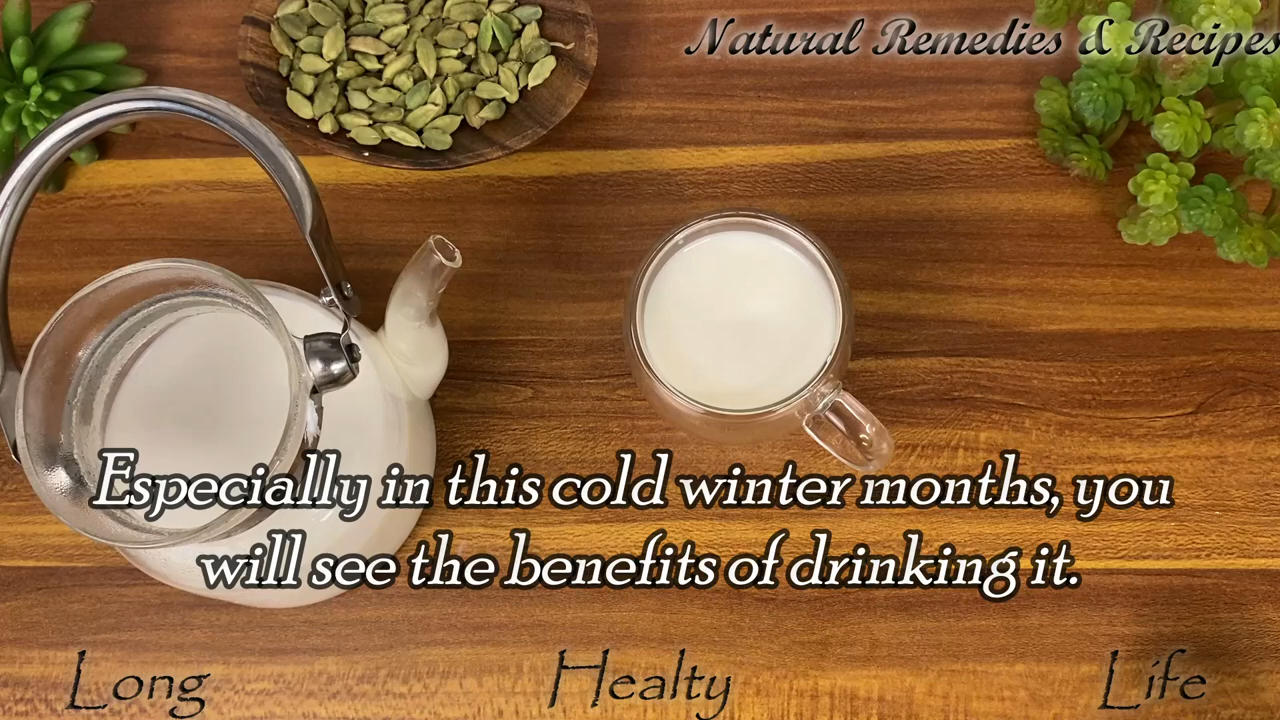 Natural Remedies & Recipes
Especially in this cold winter months, you
will see the benefits of drinking it.
Long Healty Life